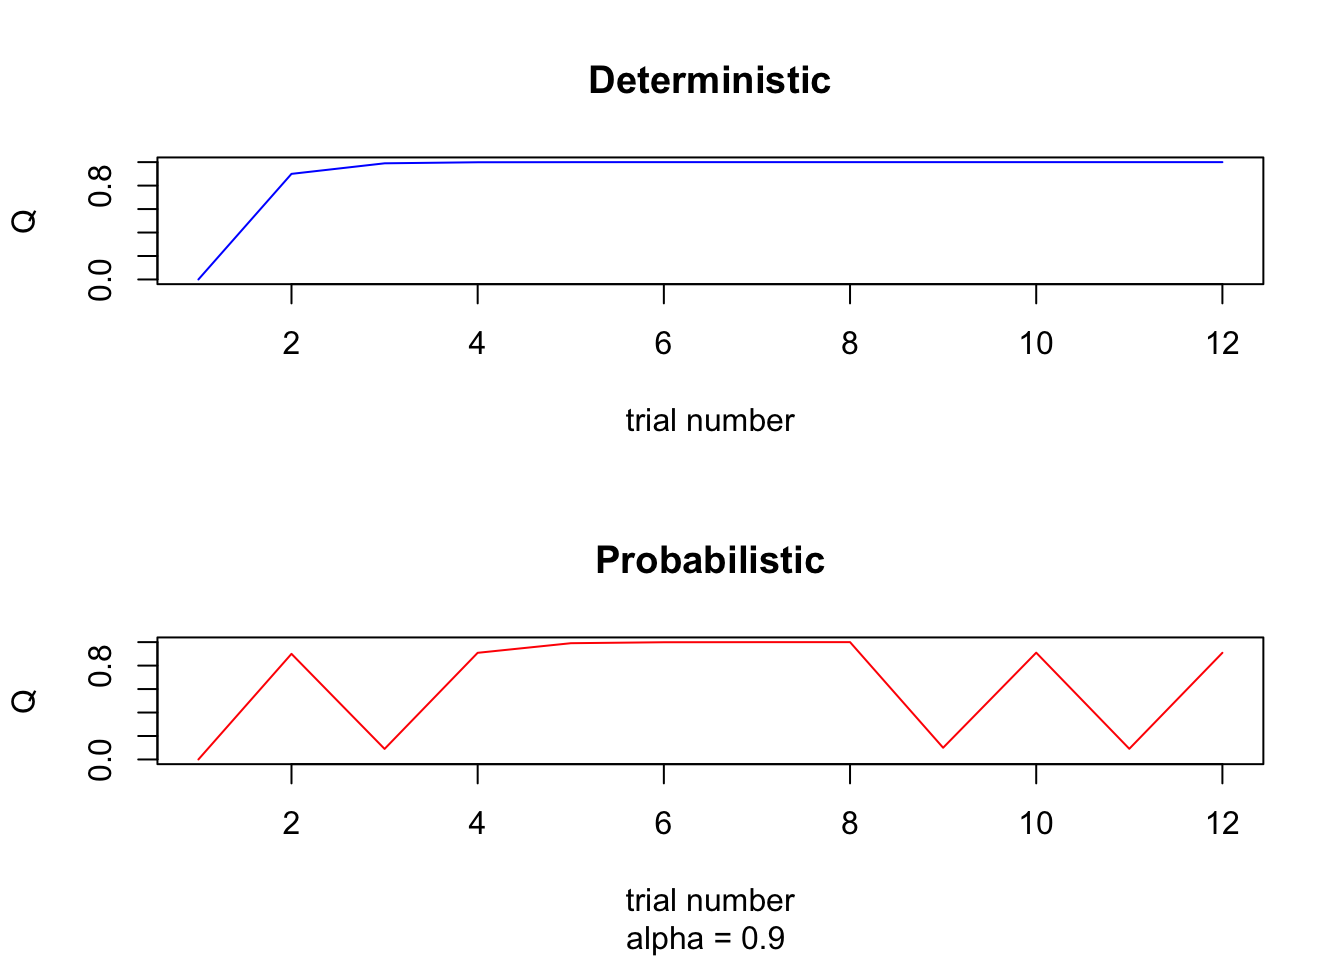 Deterministic
Q
0.8
0.0
2 4 6 8 10 12
trial number
Probabilistic
Q
0.8
0.0
2 4 6 8 10 12
trial number
alpha = 0.9